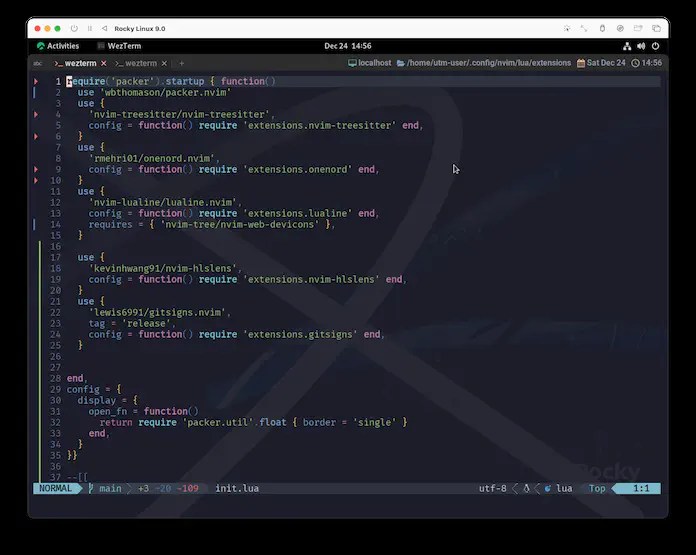 Rocky Linux 9.0
Activities WezTerm Dec 24 14:56
wezterm wezterm + localhost /home/utm-user/.config/nvim/lua/extensions Sat Dec 24 14:56
1 require('packer').startup { function()
2 use 'wbthomason/packer.nvim'
3 use {
4 'nvim-treesitter/nvim-treesitter',
5 config = function() require 'extensions.nvim-treesitter' end,
6 }
7 use {
8 'rmehri01/onenord.nvim',
9 config = function() require 'extensions.onenord' end,
10 }
11 use {
12 'nvim-lualine/lualine.nvim',
13 config = function() require 'extensions.lualine' end,
14 requires = { 'nvim-tree/nvim-web-devicons' },
15 }
16
17 use {
18 'kevinhwang91/nvim-hlslens',
19 config = function() require 'extensions.nvim-hlslens' end,
20 }
21 use {
22 'lewis6991/gitsigns.nvim',
23 tag = 'release',
24 config = function() require 'extensions.gitsigns' end,
25 }
26
27
28 end,
29 config = {
30 display = {
31 open_fn = function()
32 return require 'packer.util'.float { border = 'single' }
33 end,
34 }
35 }}
36
37 --[[
Rocky
NORMAL main +3 ~20 -109 init.lua utf-8 lua Top 1:1